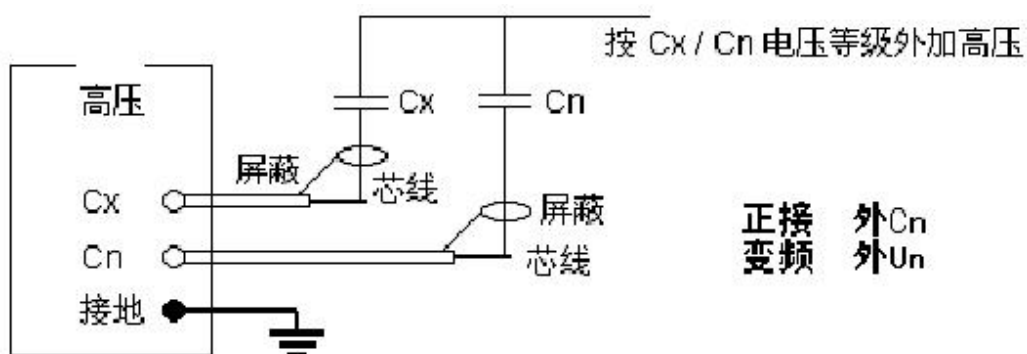 按 Cx / Cn 电压等级外加高压
高压
Cx
Cn
屏蔽
芯线
Cx
屏蔽
正接 外Cn
Cn
芯线
变频 外Un
接地